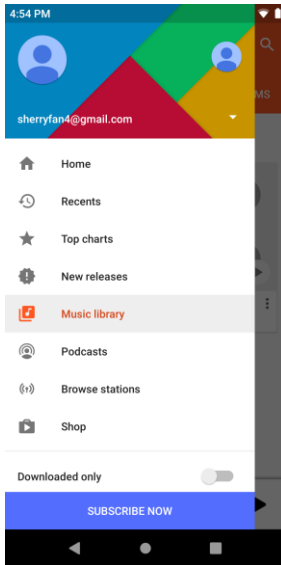 4:54 PM
sherryfan4@gmail.com
MS
Home
Recents
Top charts
New releases
Music library
Podcasts
Browse stations
Shop
Downloaded only
SUBSCRIBE NOW